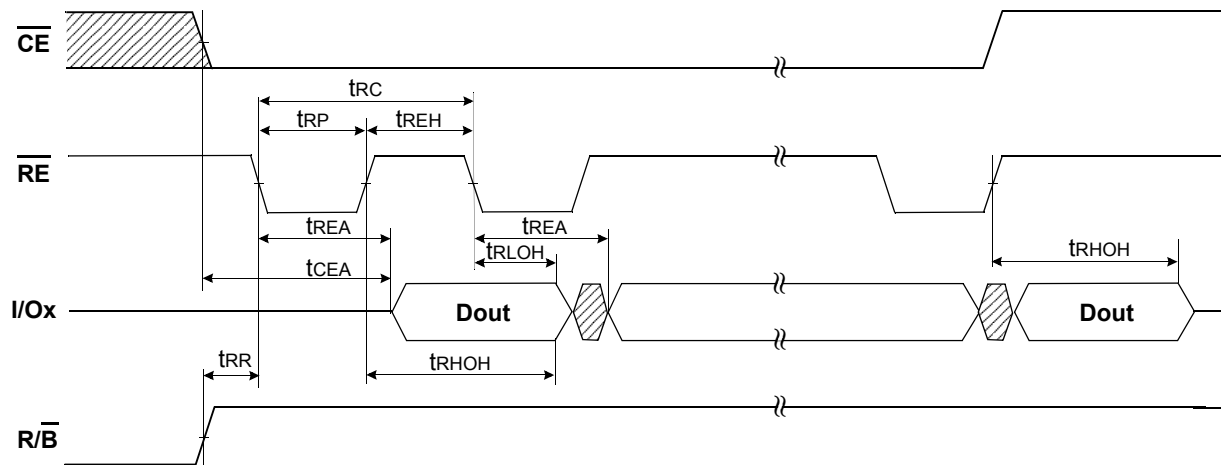 CE
tRC
tRP
tREH
RE
tREA
tREA
tRLOH
tCEA
tRHOH
I/Ox
Dout
Dout
tRR
tRHOH
R/B